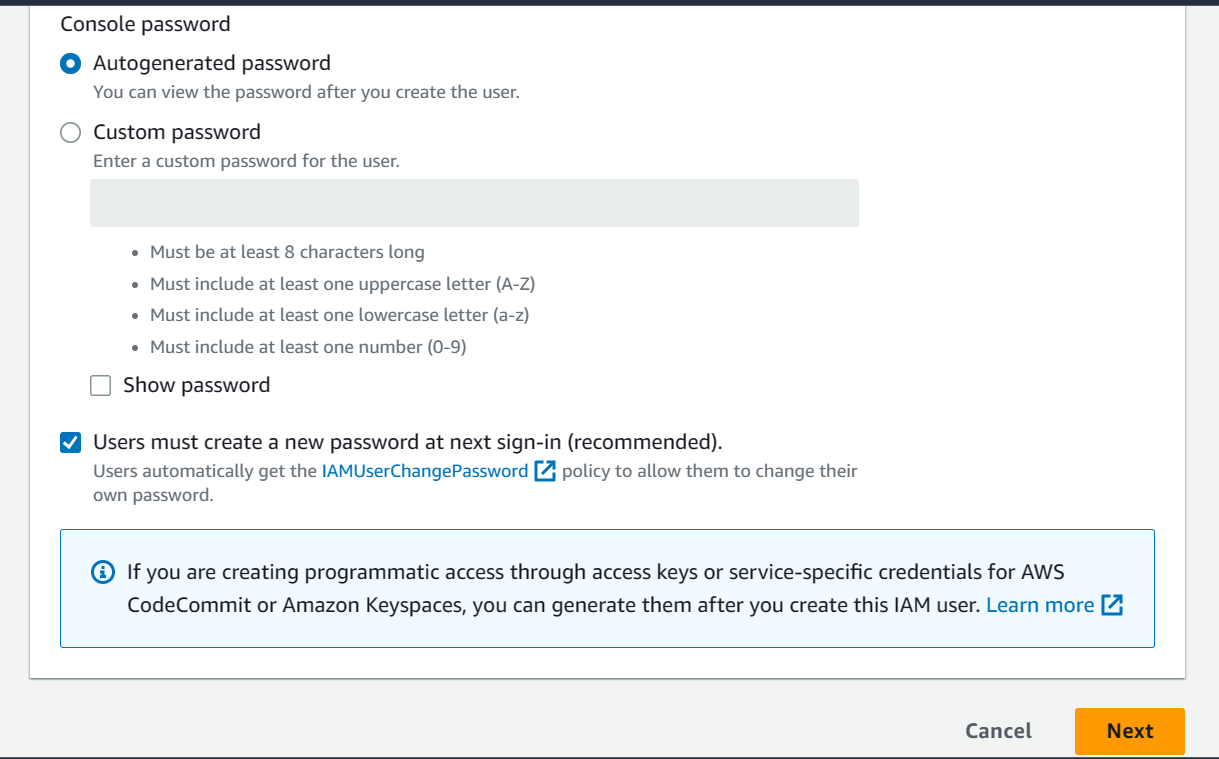 Console password
Autogenerated password
You can view the password after you create the user.
Custom password
Enter a custom password for the user.
Must be at least 8 characters long
Must include at least one uppercase letter (A-Z)
Must include at least one lowercase letter (a-z)
Must include at least one number (0-9)
Show password
Users must create a new password at next sign-in (recommended).
Users automatically get the IAMUserChangePassword policy to allow them to change their
own password.
If you are creating programmatic access through access keys or service-specific credentials for AWS
CodeCommit or Amazon Keyspaces, you can generate them after you create this IAM user. Learn more
Cancel
Next